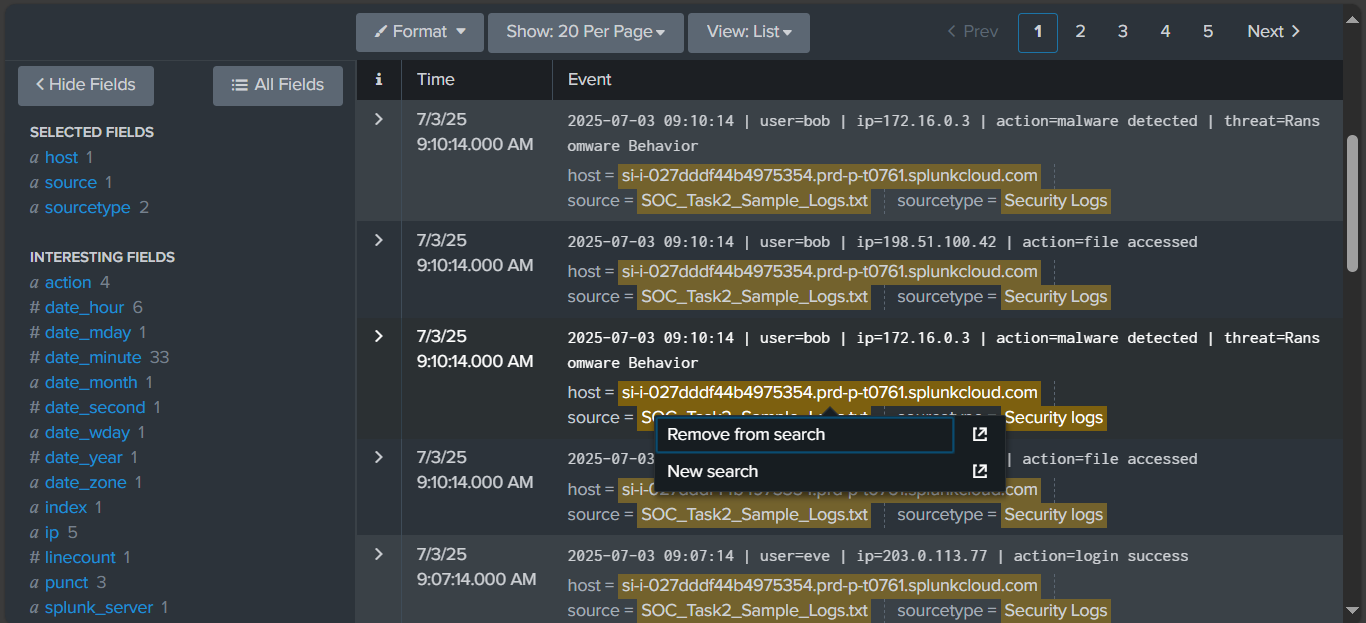 Format
Show: 20 Per Page
View: List
Prev 1 2 3 4 5 Next
Hide Fields
All Fields
SELECTED FIELDS
a host 1
a source 1
a sourcetype 2
INTERESTING FIELDS
a action 4
# date_hour 6
# date_mday 1
# date_minute 33
a date_month 1
# date_second 1
a date_wday 1
# date_year 1
a date_zone 1
a index 1
a ip 5
# linecount 1
a punct 3
a splunk_server 1
i Time Event
7/3/25
9:10:14.000 AM
2025-07-03 09:10:14 | user=bob | ip=172.16.0.3 | action=malware detected | threat=Rans
omware Behavior
host = si-i-027dddf44b4975354.prd-p-t0761.splunkcloud.com
source = SOC_Task2_Sample_Logs.txt sourcetype = Security Logs
7/3/25
9:10:14.000 AM
2025-07-03 09:10:14 | user=bob | ip=198.51.100.42 | action=file accessed
host = si-i-027dddf44b4975354.prd-p-t0761.splunkcloud.com
source = SOC_Task2_Sample_Logs.txt sourcetype = Security Logs
7/3/25
9:10:14.000 AM
2025-07-03 09:10:14 | user=bob | ip=172.16.0.3 | action=malware detected | threat=Rans
omware Behavior
host = si-i-027dddf44b4975354.prd-p-t0761.splunkcloud.com
source = SOC_Task2_Sample_Logs.txt sourcetype = Security logs
Remove from search
New search
7/3/25
9:10:14.000 AM
2025-07-03 | action=file accessed
host = si-i-027dddf44b4975354.prd-p-t0761.splunkcloud.com
source = SOC_Task2_Sample_Logs.txt sourcetype = Security logs
7/3/25
9:07:14.000 AM
2025-07-03 09:07:14 | user=eve | ip=203.0.113.77 | action=login success
host = si-i-027dddf44b4975354.prd-p-t0761.splunkcloud.com
source = SOC_Task2_Sample_Logs.txt sourcetype = Security Logs